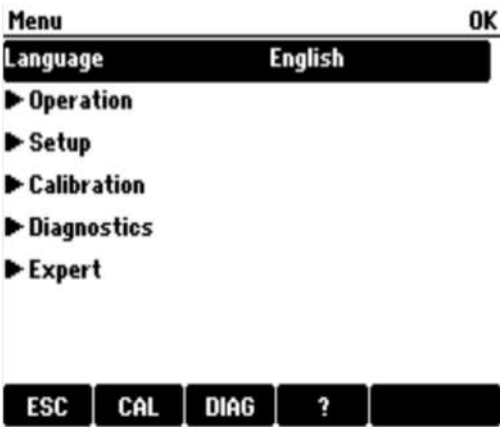 Menu OK
Language English
Operation
Setup
Calibration
Diagnostics
Expert
ESC CAL DIAG ?